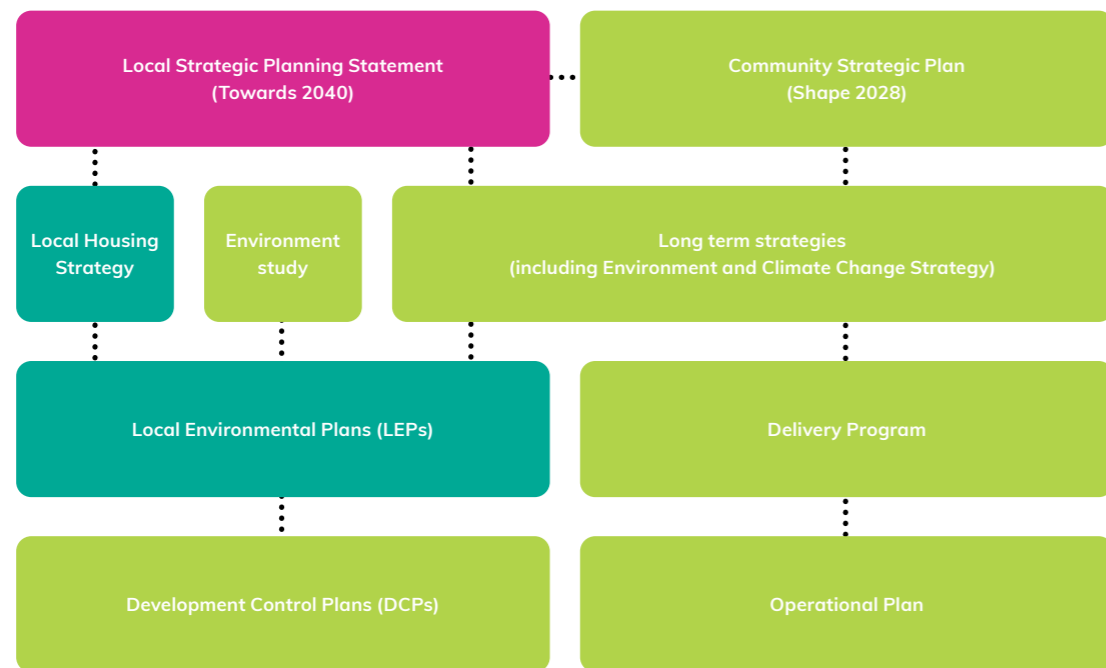 Local Strategic Planning Statement
(Towards 2040)
Community Strategic Plan
(Shape 2028)
Local Housing
Strategy
Environment
study
Long term strategies
(including Environment and Climate Change Strategy)
Local Environmental Plans (LEPs)
Delivery Program
Development Control Plans (DCPs)
Operational Plan